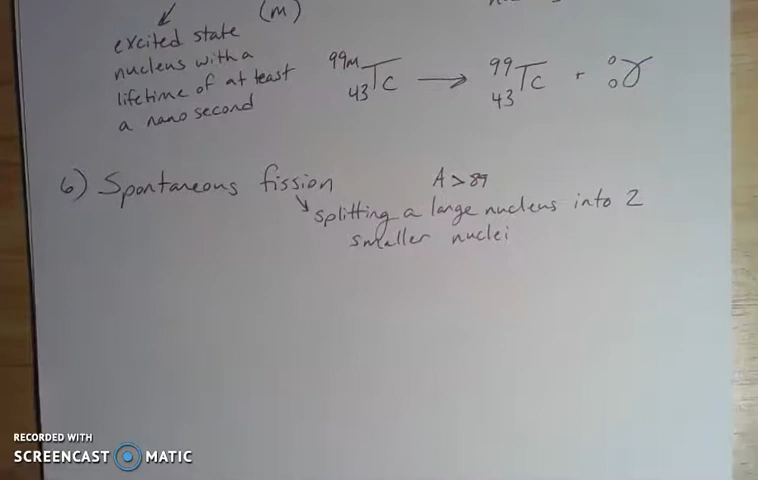 (m)
excited state
nucleus with a
lifetime of at least
a nano second
99m 43 Tc → 99 43 Tc + 0 0 γ
6) Spontaneous fission A > 89
↘ splitting a large nucleus into 2
smaller nuclei
RECORDED WITH
SCREENCAST MATIC